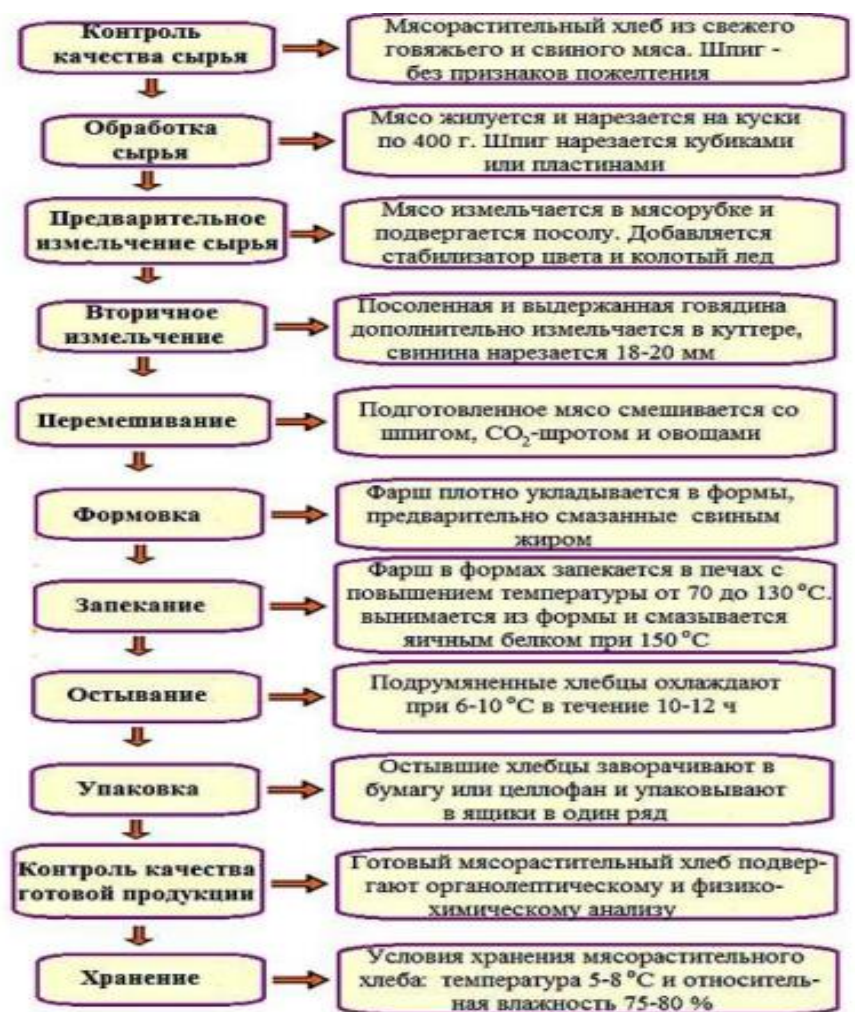 Контроль
качества сырья
Мясорастительный хлеб из свежего
говяжьего и свиного мяса. Шпиг -
без признаков пожелтения
Обработка
сырья
Мясо жилуется и нарезается на куски
по 400 г. Шпиг нарезается кубиками
или пластинами
Предварительное
измельчение сырья
Мясо измельчается в мясорубке и
подвергается посолу. Добавляется
стабилизатор цвета и колотый лед
Вторичное
измельчение
Посоленная и выдержанная говядина
дополнительно измельчается в куттере,
свинина нарезается 18-20 мм
Перемешивание
Подготовленное мясо смешивается со
шпигом, CO₂-шротом и овощами
Формовка
Фарш плотно укладывается в формы,
предварительно смазанные свиным
жиром
Запекание
Фарш в формах запекается в печах с
повышением температуры от 70 до 130 °C.
вынимается из формы и смазывается
яичным белком при 150 °C
Остывание
Подрумяненные хлебцы охлаждают
при 6-10 °C в течение 10-12 ч
Упаковка
Остывшие хлебцы заворачивают в
бумагу или целлофан и упаковывают
в ящики в один ряд
Контроль качества
готовой продукции
Готовый мясорастительный хлеб подвер-
гают органолептическому и физико-
химическому анализу
Хранение
Условия хранения мясорастительного
хлеба: температура 5-8 °C и относитель-
ная влажность 75-80 %